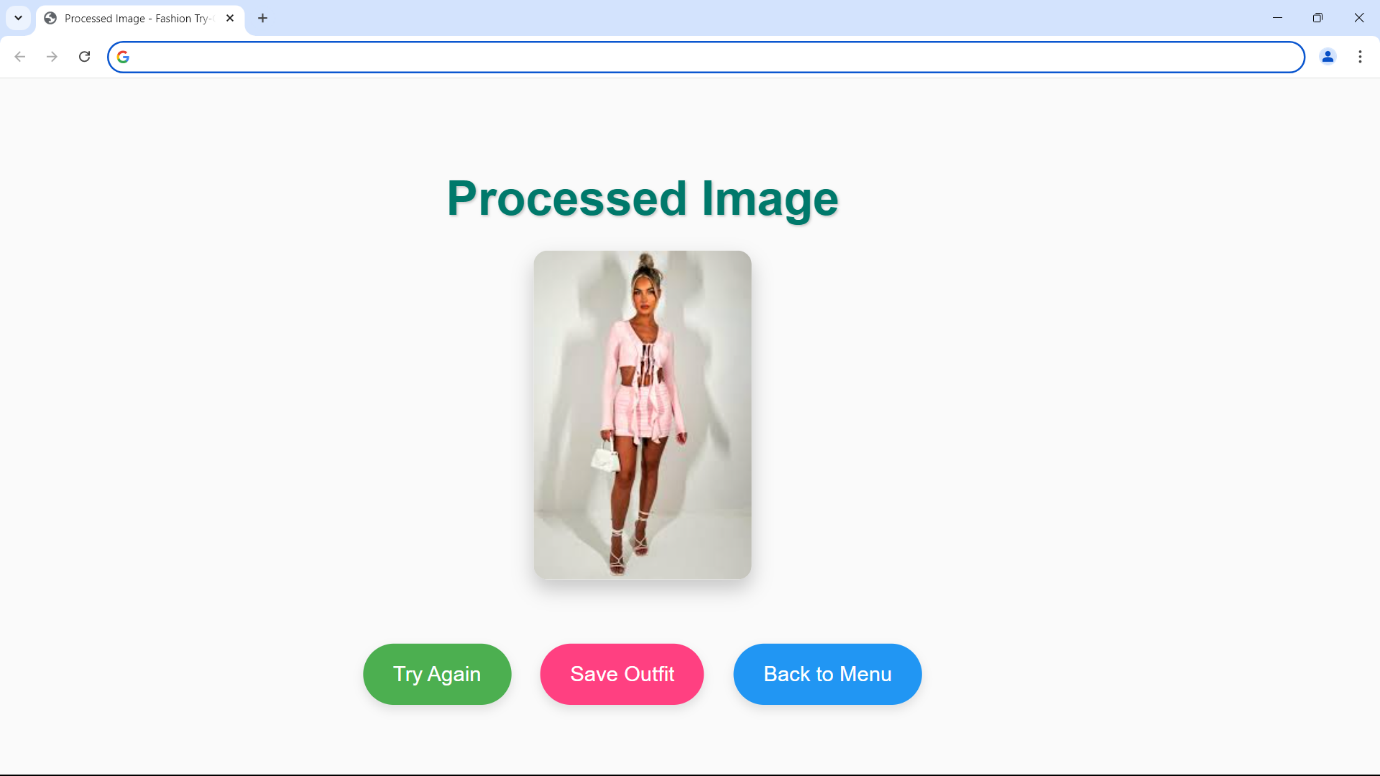 Processed Image - Fashion Try-
Processed Image
Try Again
Save Outfit
Back to Menu